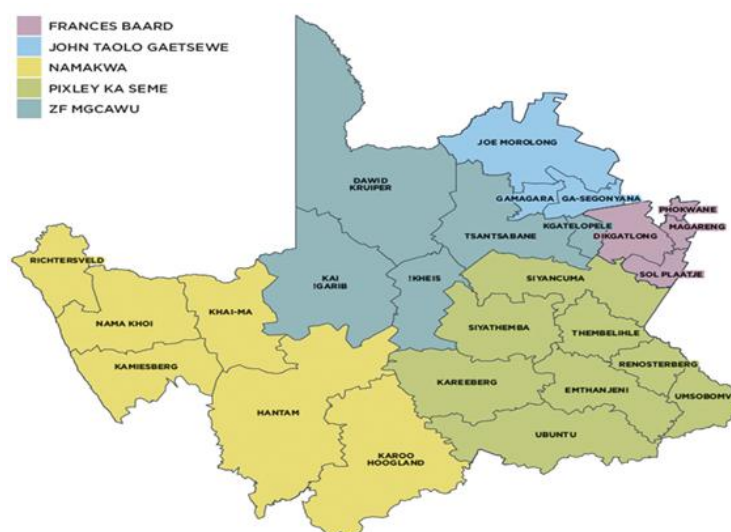 FRANCES BAARD
JOHN TAOLO GAETSEWE
NAMAKWA
PIXLEY KA SEME
ZF MGCAWU
JOE MOROLONG
DAWID
KRUIPER
GAMAGARA
GA-SEGONYANA
PHOKWANE
MAGARENG
KGATELOPELE
DIKGATLONG
TSANTSABANE
SOL PLAATJE
RICHTERSVELD
KAI
!GARIB
!KHEIS
SIYANCUMA
NAMA KHOI
KHAI-MA
SIYATHEMBA
THEMBELIHLE
KAMIESBERG
RENOSTERBERG
KAREEBERG
EMTHANJENI
UMSOBOMV
HANTAM
UBUNTU
KAROO
HOOGLAND